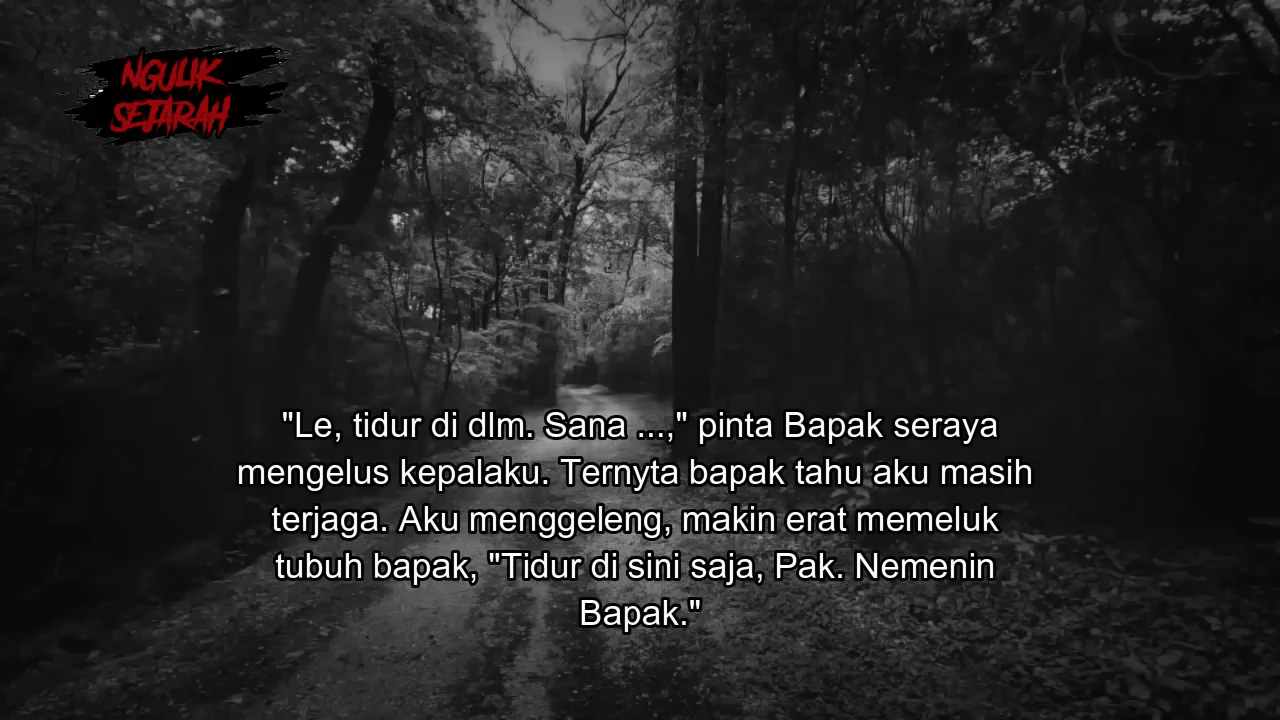 NGULIK
SEJARAH
"Le, tidur di dlm. Sana ...," pinta Bapak seraya
mengelus kepalaku. Ternyta bapak tahu aku masih
terjaga. Aku menggeleng, makin erat memeluk
tubuh bapak, "Tidur di sini saja, Pak. Nemenin
Bapak."